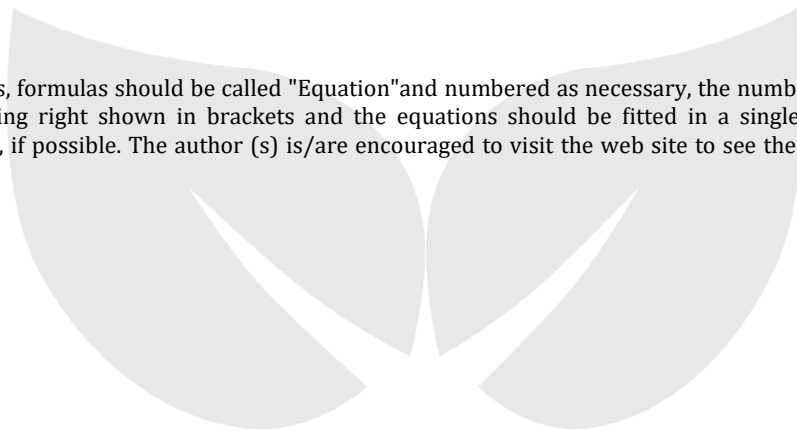 s, formulas should be called "Equation"and numbered as necessary, the numb
ing right shown in brackets and the equations should be fitted in a single
, if possible. The author (s) is/are encouraged to visit the web site to see the